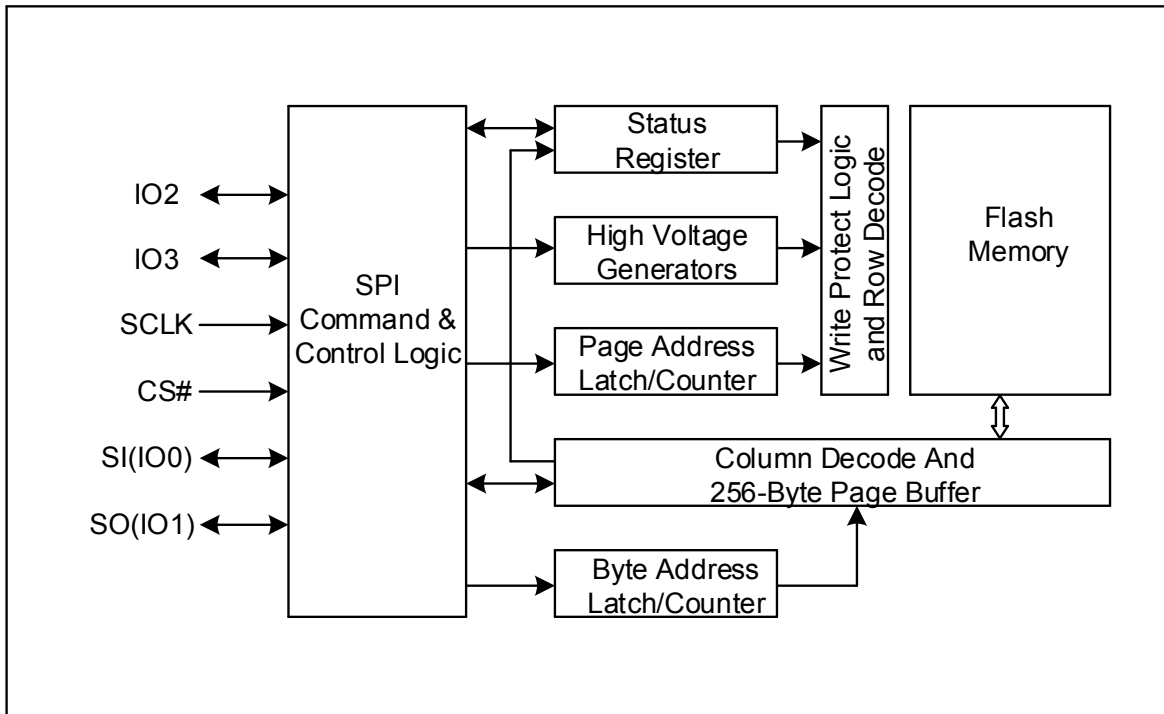 IO2
IO3
SCLK
CS#
SI(IO0)
SO(IO1)
SPI
Command &
Control Logic
Status
Register
High Voltage
Generators
Page Address
Latch/Counter
Write Protect Logic
and Row Decode
Flash
Memory
Column Decode And
256-Byte Page Buffer
Byte Address
Latch/Counter